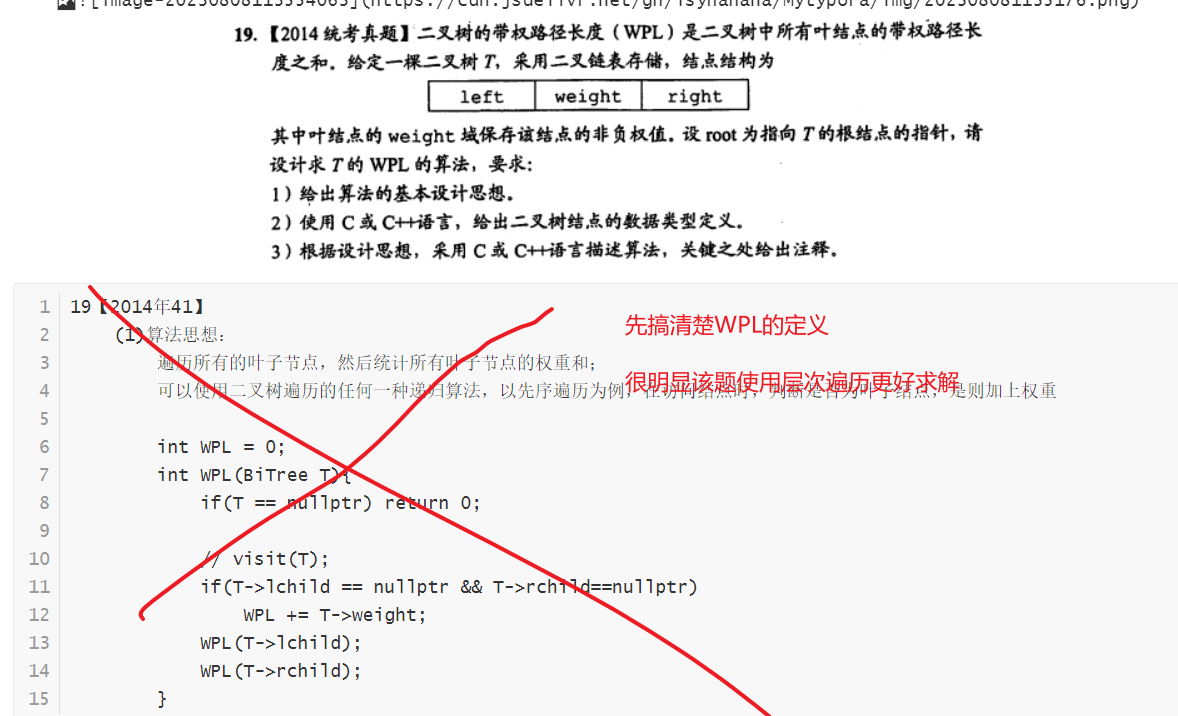 ![image-20230808113534063](https://cdn.jsdelivr.net/gh/Tsyhahaha/Mytypora/img/202308081135176.png)
19.【2014 统考真题】二叉树的带权路径长度(WPL)是二叉树中所有叶结点的带权路径长
度之和。给定一棵二叉树 T,采用二叉链表存储,结点结构为
left weight right
其中叶结点的 weight 域保存该结点的非负权值。设 root 为指向 T 的根结点的指针,请
设计求 T 的 WPL 的算法,要求:
1)给出算法的基本设计思想。
2)使用 C 或 C++语言,给出二叉树结点的数据类型定义。
3)根据设计思想,采用 C 或 C++语言描述算法,关键之处给出注释。
1 19【2014年41】
先搞清楚WPL的定义
2 (1)算法思想:
3 遍历所有的叶子节点,然后统计所有叶子节点的权重和;
很明显该题使用层次遍历更好求解
4 可以使用二叉树遍历的任何一种递归算法,以先序遍历为例,在访问结点时,判断是否为叶子结点,是则加上权重
5
6 int WPL = 0;
7 int WPL(BiTree T){
8 if(T == nullptr) return 0;
9
10 // visit(T);
11 if(T->lchild == nullptr && T->rchild==nullptr)
12 WPL += T->weight;
13 WPL(T->lchild);
14 WPL(T->rchild);
15 }